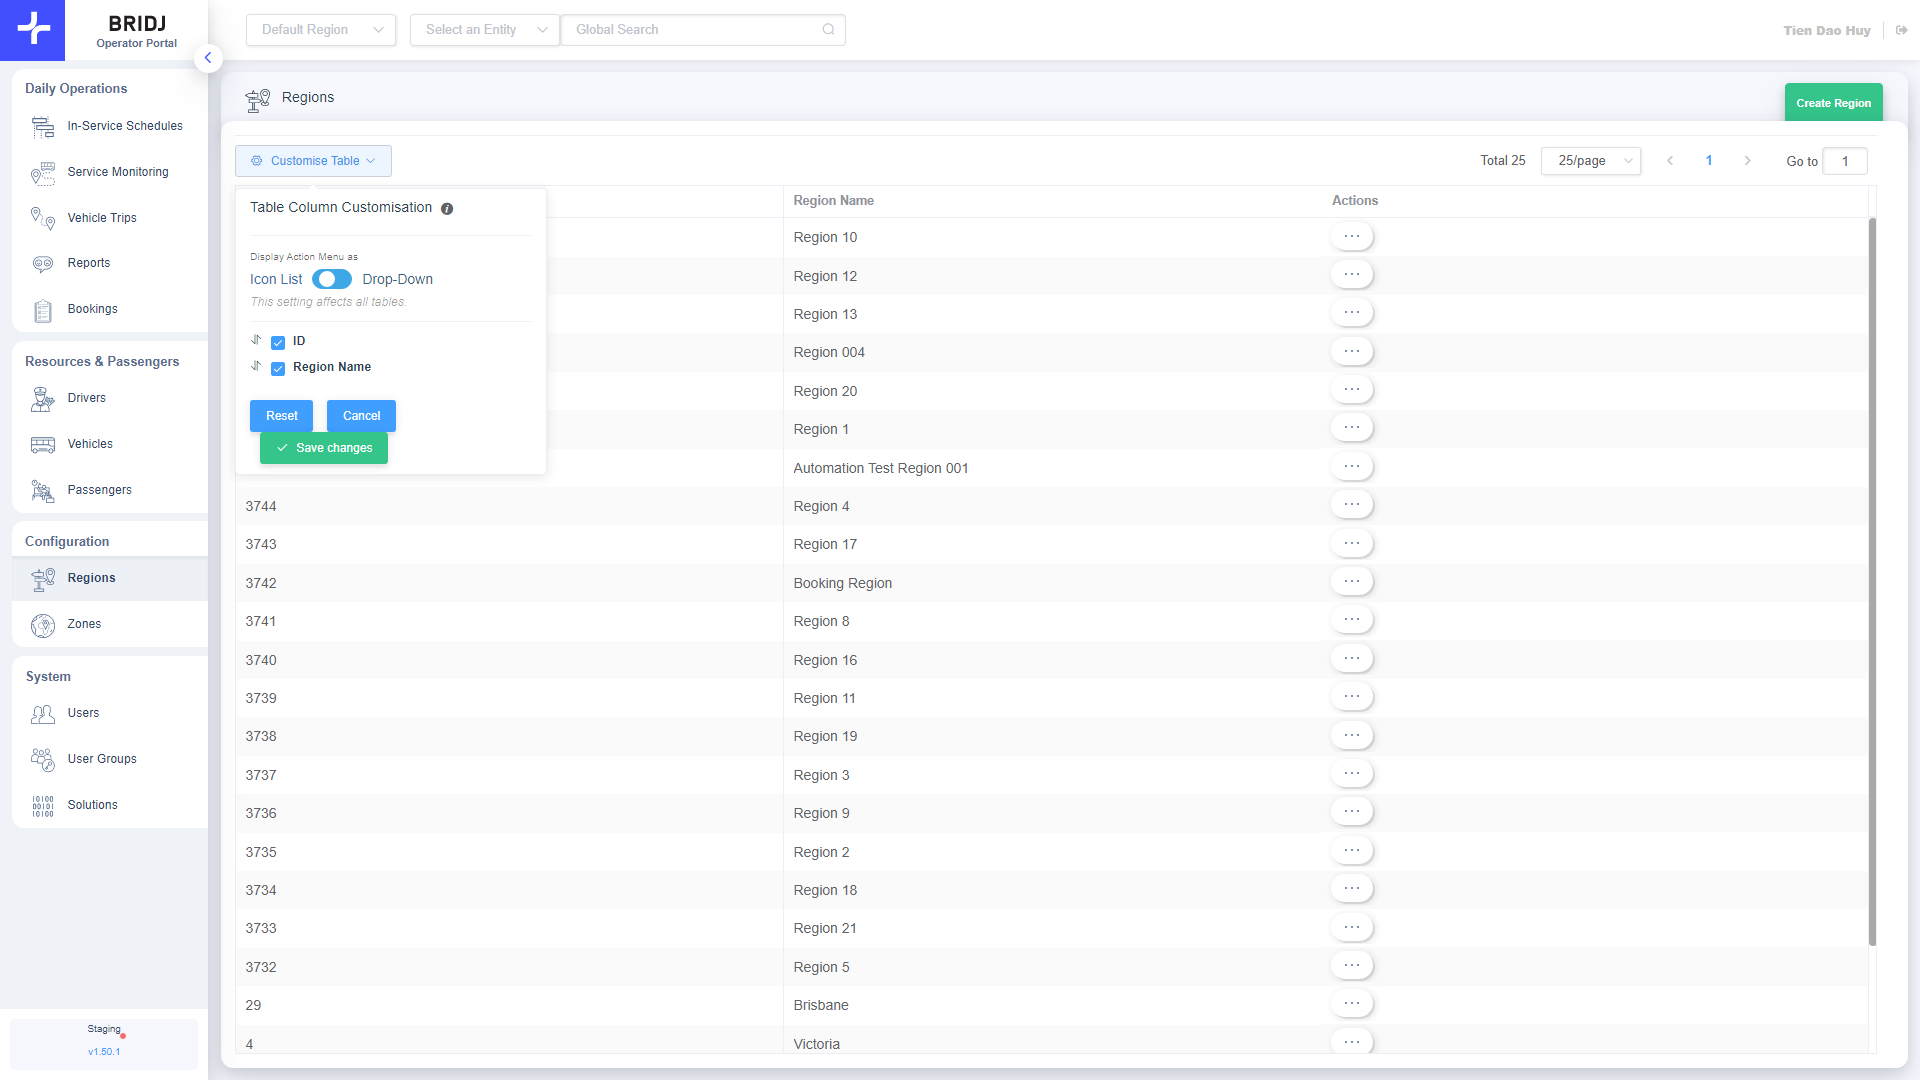 BRIDJ
Operator Portal
Default Region
Select an Entity
Global Search
Tien Dao Huy
Daily Operations
In-Service Schedules
Service Monitoring
Vehicle Trips
Reports
Bookings
Resources & Passengers
Drivers
Vehicles
Passengers
Configuration
Regions
Zones
System
Users
User Groups
Solutions
Staging
v1.50.1
Regions
Create Region
Customise Table
Total 25
25/page
1
Go to
1
Table Column Customisation
Display Action Menu as
Icon List
Drop-Down
This setting affects all tables.
ID
Region Name
Reset
Cancel
Save changes
Region Name
Actions
Region 10
Region 12
Region 13
Region 004
Region 20
Region 1
Automation Test Region 001
3744 Region 4
3743 Region 17
3742 Booking Region
3741 Region 8
3740 Region 16
3739 Region 11
3738 Region 19
3737 Region 3
3736 Region 9
3735 Region 2
3734 Region 18
3733 Region 21
3732 Region 5
29 Brisbane
4 Victoria